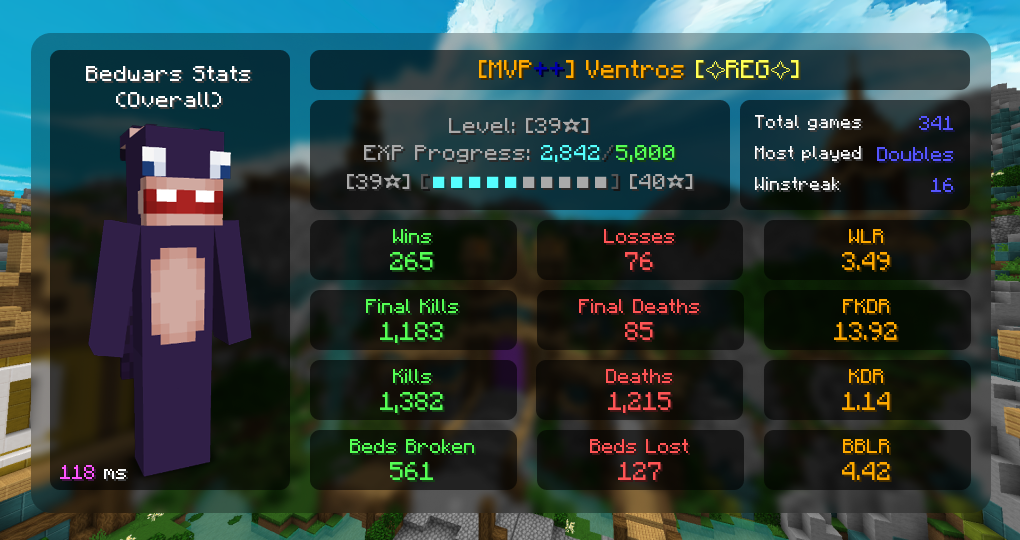 Bedwars Stats
(Overall)
118 ms
[MVP++] Ventros [✧REG✧]
Level: [39☆]
EXP Progress: 2,842/5,000
[39☆] [■■■■■■■■■■] [40☆]
Total games 341
Most played Doubles
Winstreak 16
Wins Losses WLR
265 76 3.49
Final Kills Final Deaths FKDR
1,183 85 13.92
Kills Deaths KDR
1,382 1,215 1.14
Beds Broken Beds Lost BBLR
561 127 4.42